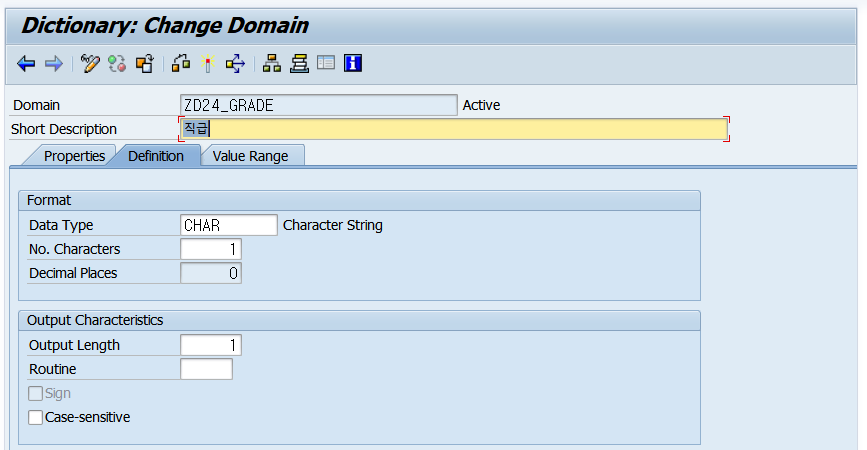 Dictionary: Change Domain
Domain ZD24_GRADE Active
Short Description 직급
Properties Definition Value Range
Format
Data Type CHAR Character String
No. Characters 1
Decimal Places 0
Output Characteristics
Output Length 1
Routine
Sign
Case-sensitive